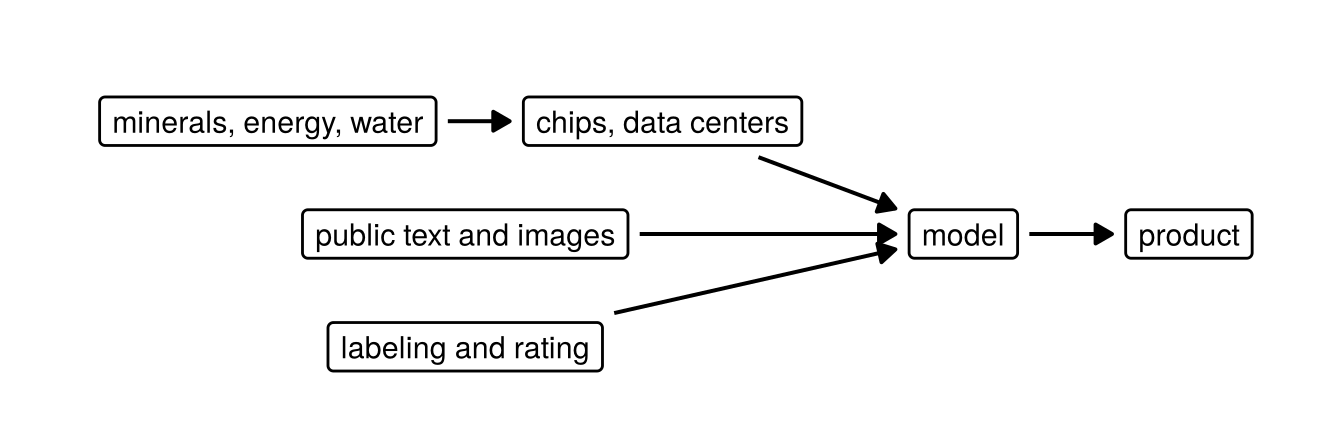 minerals, energy, water
chips, data centers
public text and images
model
product
labeling and rating